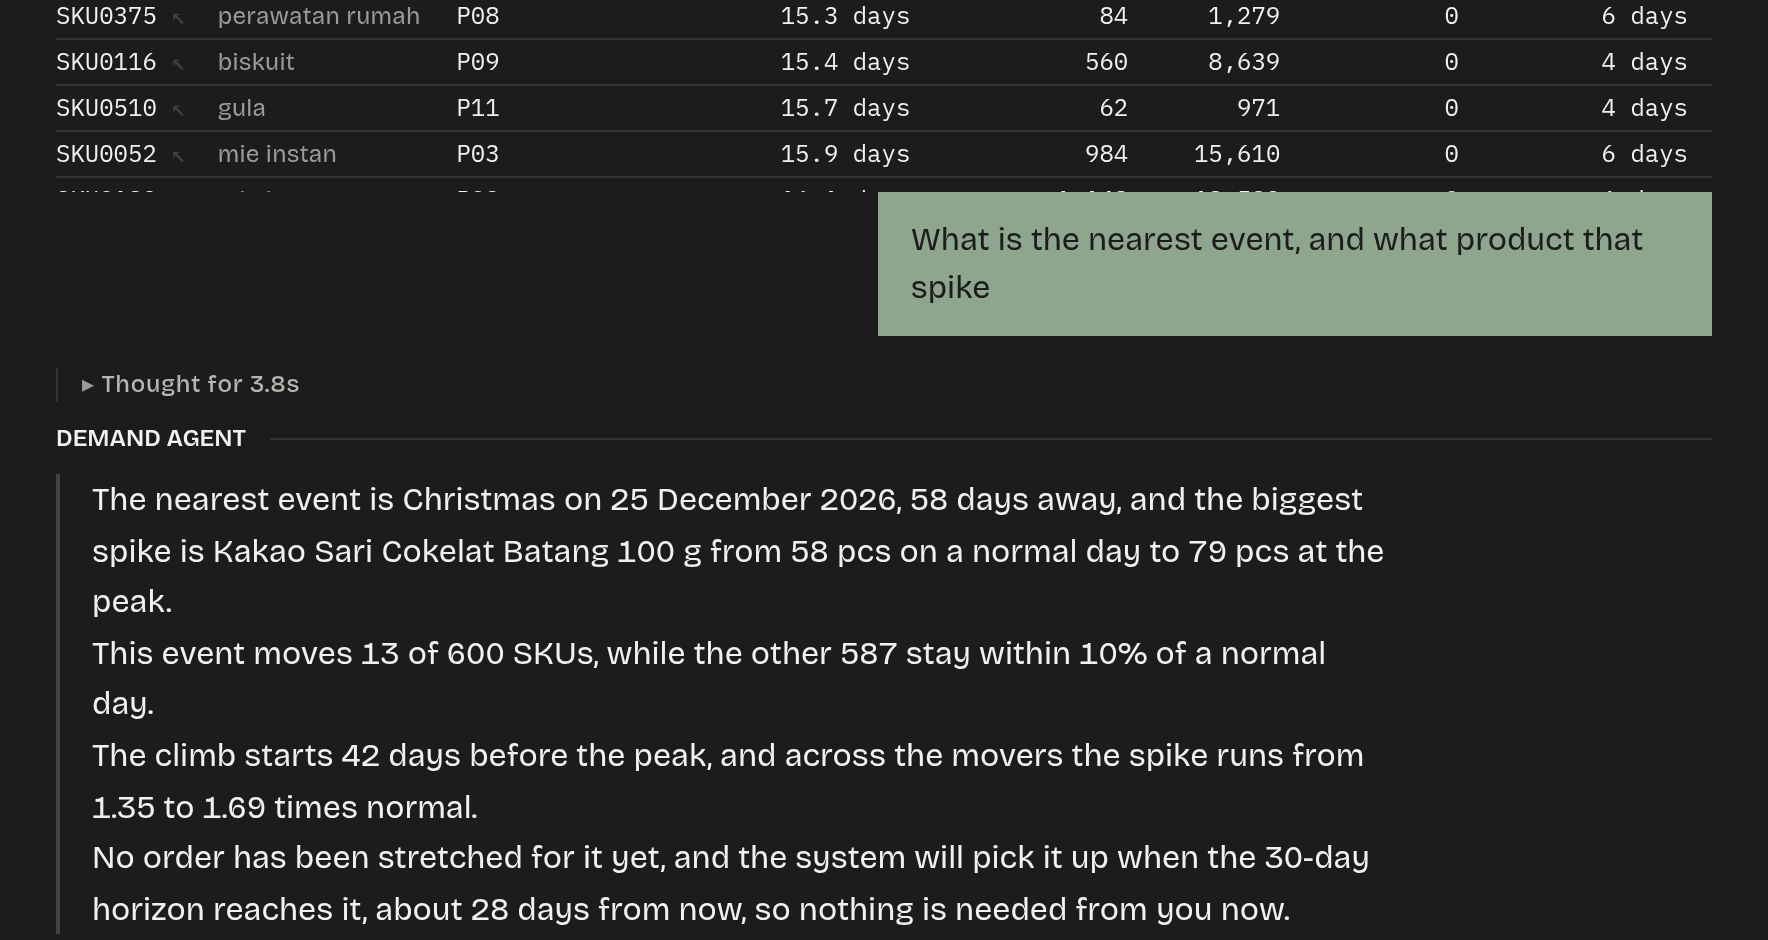 SKU0375 ↖ perawatan rumah P08 15.3 days 84 1,279 0 6 days
SKU0116 ↖ biskuit P09 15.4 days 560 8,639 0 4 days
SKU0510 ↖ gula P11 15.7 days 62 971 0 4 days
SKU0052 ↖ mie instan P03 15.9 days 984 15,610 0 6 days
What is the nearest event, and what product that
spike
▸ Thought for 3.8s
DEMAND AGENT
The nearest event is Christmas on 25 December 2026, 58 days away, and the biggest
spike is Kakao Sari Cokelat Batang 100 g from 58 pcs on a normal day to 79 pcs at the
peak.
This event moves 13 of 600 SKUs, while the other 587 stay within 10% of a normal
day.
The climb starts 42 days before the peak, and across the movers the spike runs from
1.35 to 1.69 times normal.
No order has been stretched for it yet, and the system will pick it up when the 30-day
horizon reaches it, about 28 days from now, so nothing is needed from you now.